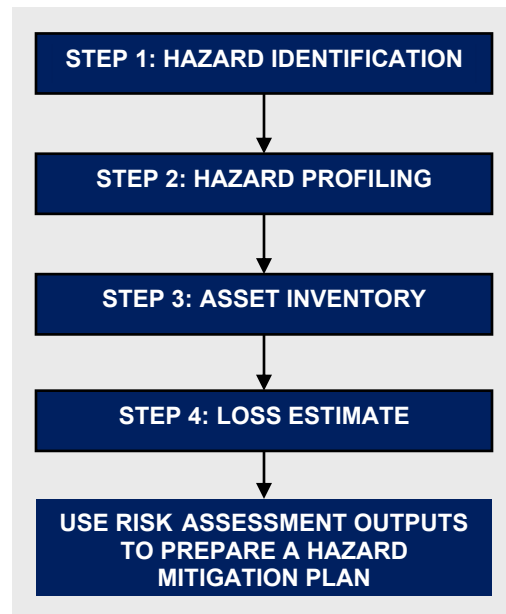 STEP 1: HAZARD IDENTIFICATION
STEP 2: HAZARD PROFILING
STEP 3: ASSET INVENTORY
STEP 4: LOSS ESTIMATE
USE RISK ASSESSMENT OUTPUTS
TO PREPARE A HAZARD
MITIGATION PLAN